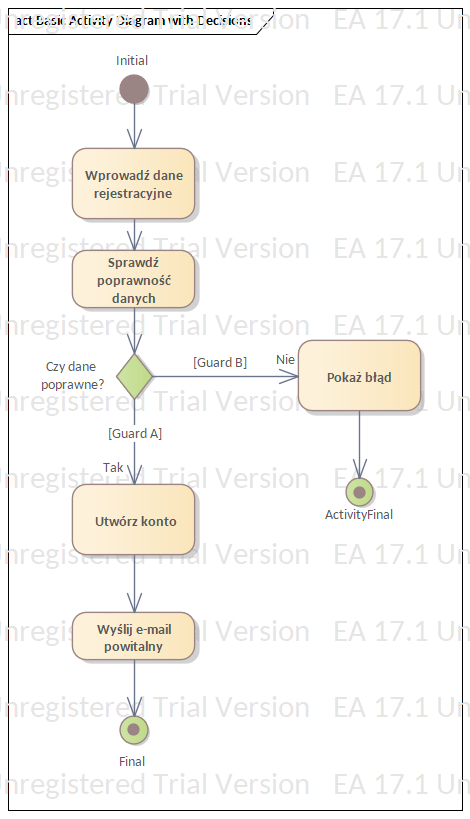 act Basic Activity Diagram with Decisions
Initial
Wprowadź dane
rejestracyjne
Sprawdź
poprawność
danych
Czy dane
poprawne?
[Guard B]
Nie
Pokaż błąd
[Guard A]
Tak
ActivityFinal
Utwórz konto
Wyślij e-mail
powitalny
Final
Unregistered Trial Version EA 17.1 Un
Unregistered Trial Version EA 17.1 Un
Unregistered Trial Version EA 17.1 Un
Unregistered Trial Version EA 17.1 Un
Unregistered Trial Version EA 17.1 Un
Unregistered Trial Version EA 17.1 Un
Unregistered Trial Version EA 17.1 Un
Unregistered Trial Version EA 17.1 Un
Unregistered Trial Version EA 17.1 Un
Unregistered Trial Version EA 17.1 Un
Unregistered Trial Version EA 17.1 Un